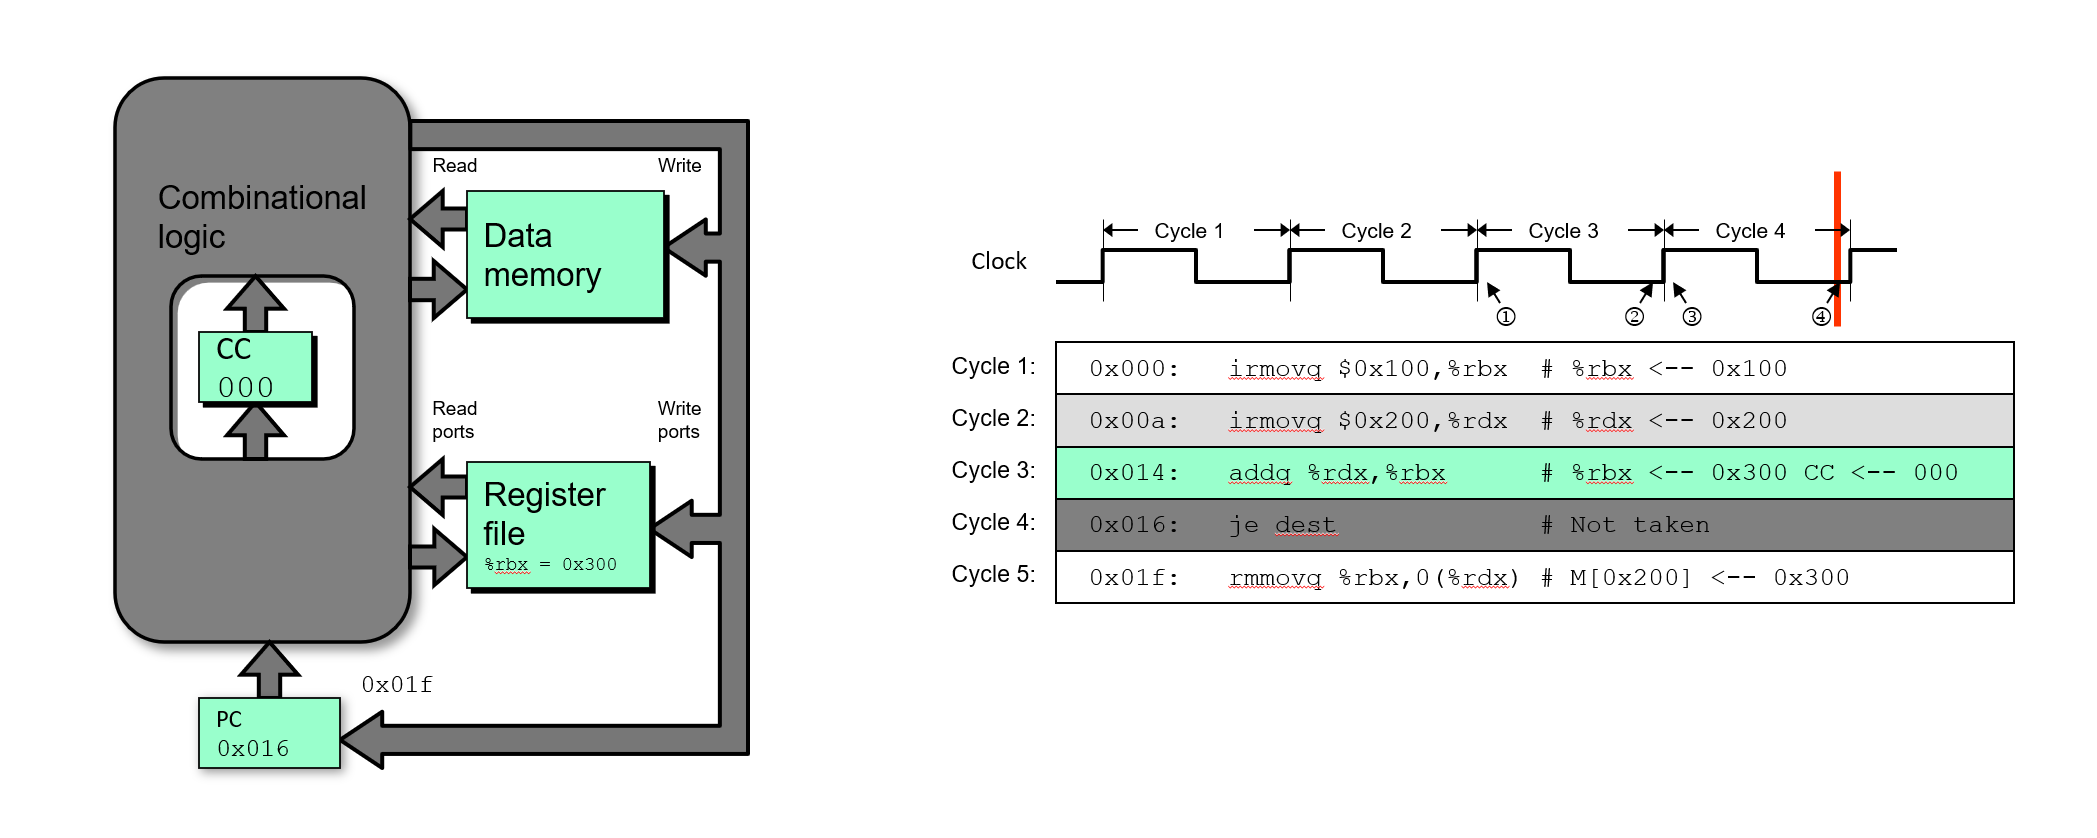 Combinational
logic
CC
000
Read
Write
Data
memory
Read
ports
Write
ports
Register
file
%rbx = 0x300
0x01f
PC
0x016
Cycle 1
Cycle 2
Cycle 3
Cycle 4
Clock
① ② ③ ④
Cycle 1: 0x000: irmovq $0x100,%rbx # %rbx <-- 0x100
Cycle 2: 0x00a: irmovq $0x200,%rdx # %rdx <-- 0x200
Cycle 3: 0x014: addq %rdx,%rbx # %rbx <-- 0x300 CC <-- 000
Cycle 4: 0x016: je dest # Not taken
Cycle 5: 0x01f: rmmovq %rbx,0(%rdx) # M[0x200] <-- 0x300